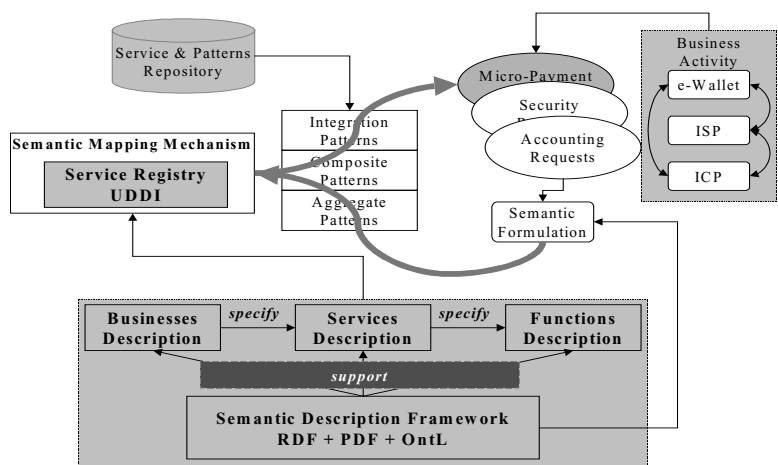 Service & Patterns
Repository
Business
Activity
e-Wallet
ISP
ICP
Micro-Payment
Security
Accounting
Requests
Semantic
Formulation
Integration
Patterns
Composite
Patterns
Aggregate
Patterns
Semantic Mapping Mechanism
Service Registry
UDDI
Businesses
Description
specify
Services
Description
specify
Functions
Description
support
Semantic Description Framework
RDF + PDF + OntL